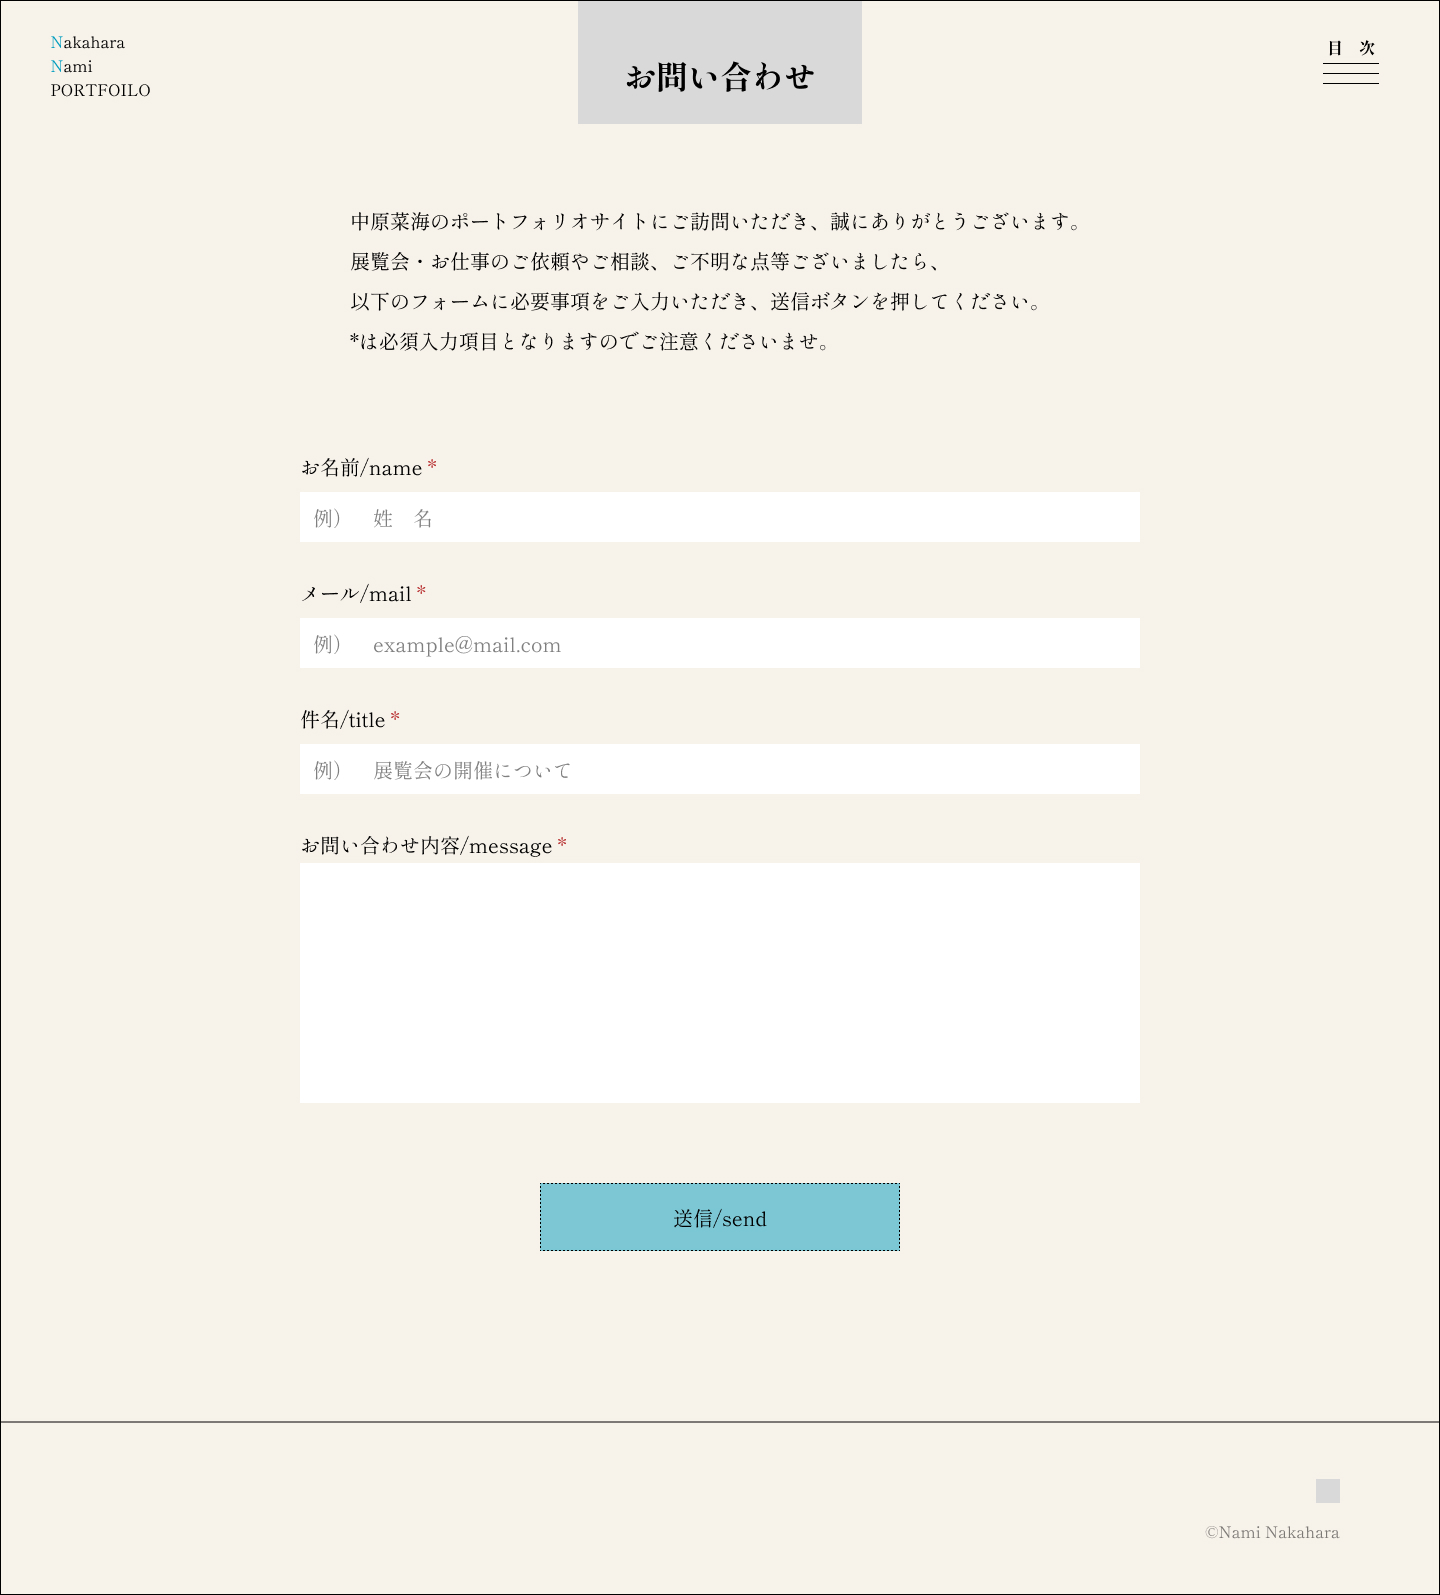 Nakahara
Nami
PORTFOILO
お問い合わせ
目　次
中原菜海のポートフォリオサイトにご訪問いただき、誠にありがとうございます。
展覧会・お仕事のご依頼やご相談、ご不明な点等ございましたら、
以下のフォームに必要事項をご入力いただき、送信ボタンを押してください。
*は必須入力項目となりますのでご注意くださいませ。
お名前/name *
例）　姓　名
メール/mail *
例）　example@mail.com
件名/title *
例）　展覧会の開催について
お問い合わせ内容/message *
送信/send
©Nami Nakahara